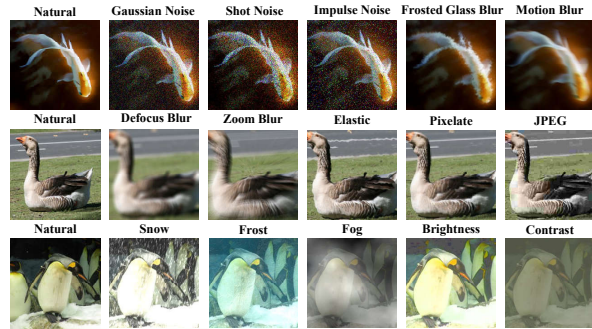 Natural Gaussian Noise Shot Noise Impulse Noise Frosted Glass Blur Motion Blur
Natural Defocus Blur Zoom Blur Elastic Pixelate JPEG
Natural Snow Frost Fog Brightness Contrast